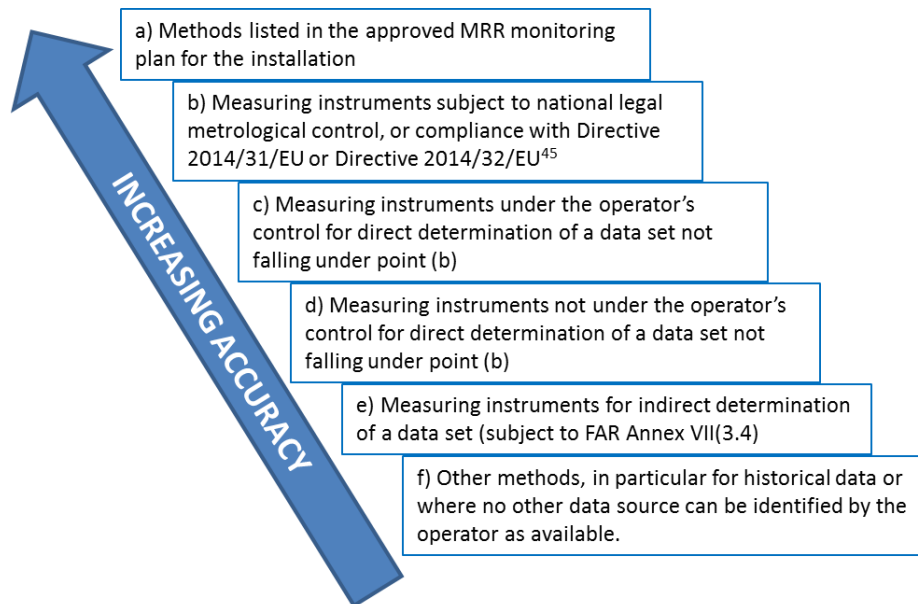 a) Methods listed in the approved MRR monitoring
plan for the installation
b) Measuring instruments subject to national legal
metrological control, or compliance with Directive
2014/31/EU or Directive 2014/32/EU⁴⁵
c) Measuring instruments under the operator’s
control for direct determination of a data set not
falling under point (b)
d) Measuring instruments not under the operator’s
control for direct determination of a data set not
falling under point (b)
e) Measuring instruments for indirect determination
of a data set (subject to FAR Annex VII(3.4)
f) Other methods, in particular for historical data or
where no other data source can be identified by the
operator as available.
INCREASING ACCURACY